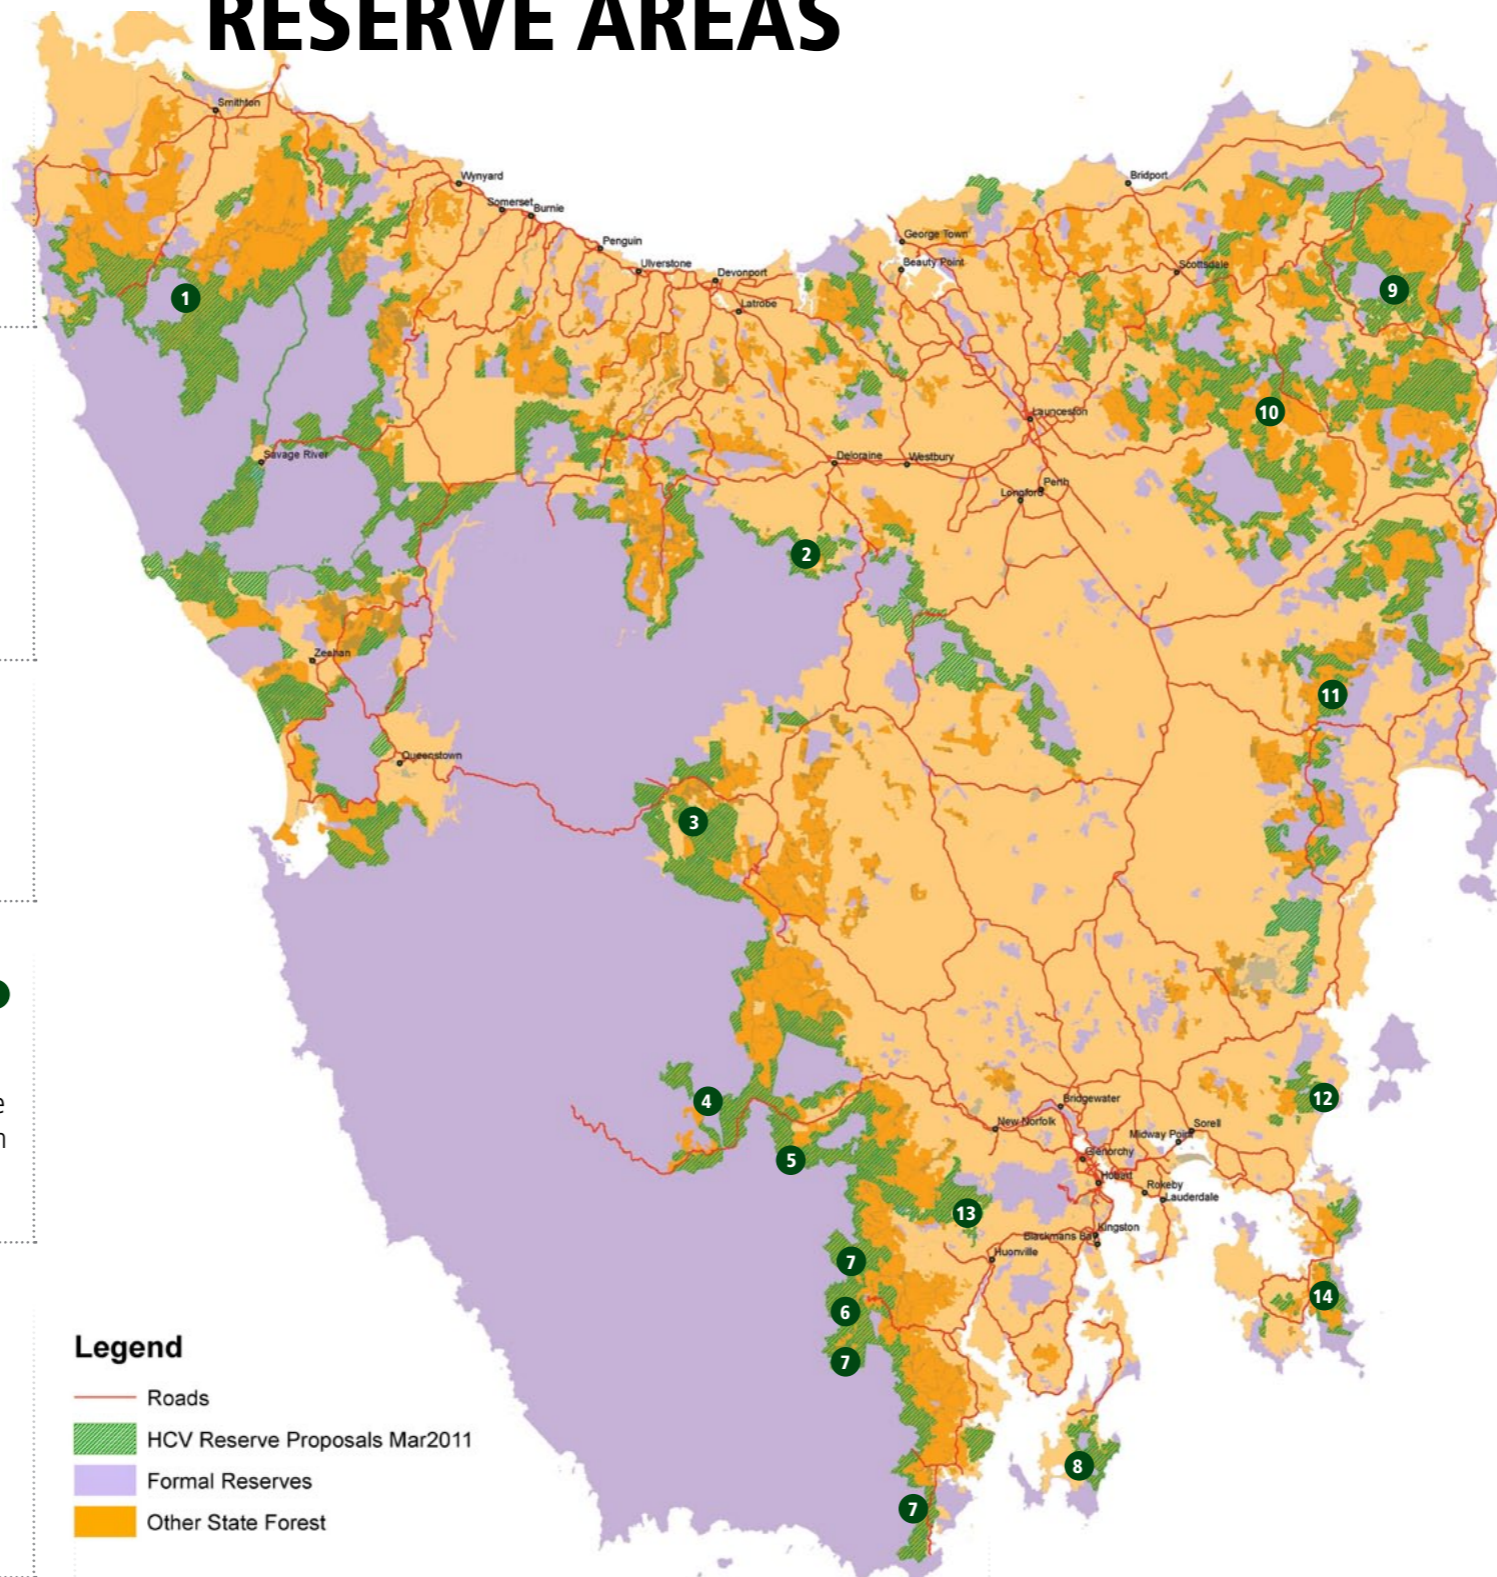 RESERVE AREAS
Smithton
Wynyard
Somerset
Burnie
Penguin
Ulverstone
Devonport
Latrobe
George Town
Beauty Point
Bridport
Scottsdale
9
1
Launceston
10
Savage River
Deloraine
Westbury
Perth
Longford
2
Zeehan
11
Queenstown
3
e
n
4
Bridgewater
12
New Norfolk
Sorell
Midway Point
Glenorchy
5
Hobart
Rokeby
Lauderdale
13
Kingston
Blackmans Ba
Huonville
7
14
6
7
Legend
Roads
HCV Reserve Proposals Mar2011
Formal Reserves
Other State Forest
8
7